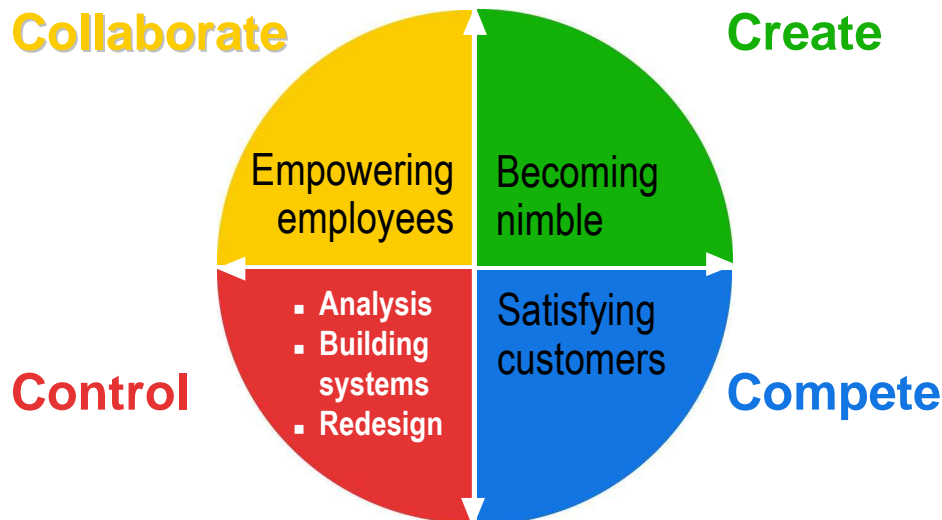 Collaborate
Create
Empowering
employees
Becoming
nimble
▪ Analysis
▪ Building
systems
▪ Redesign
Satisfying
customers
Control
Compete